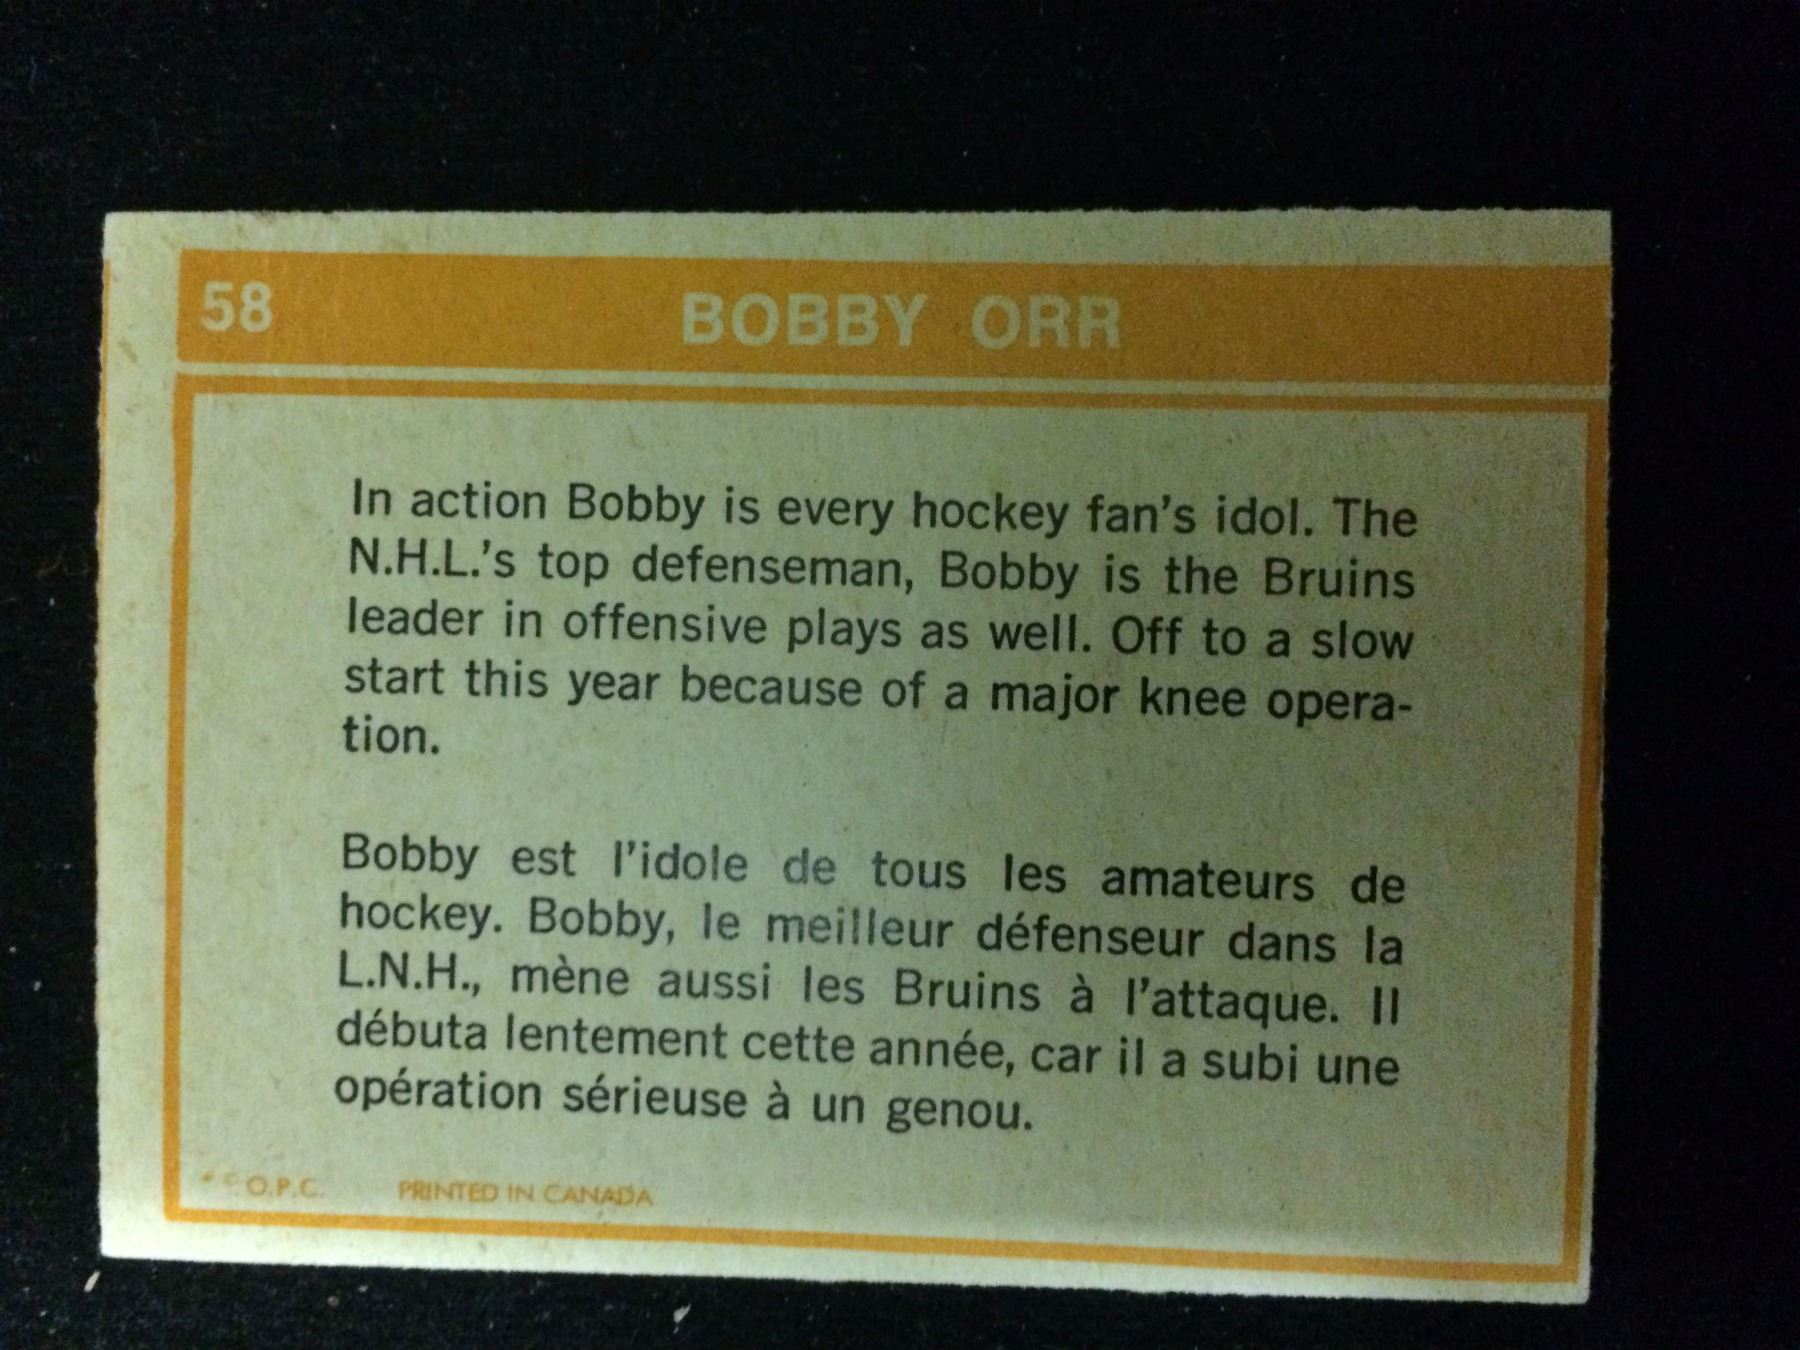 58 BOBBY ORR
In action Bobby is every hockey fan's idol. The
N.H.L.'s top defenseman, Bobby is the Bruins
leader in offensive plays as well. Off to a slow
start this year because of a major knee opera-
tion.
Bobby est l'idole de tous les amateurs de
hockey. Bobby, le meilleur défenseur dans la
L.N.H., mène aussi les Bruins à l'attaque. Il
débuta lentement cette année, car il a subi une
opération sérieuse à un genou.
* © O.P.C. PRINTED IN CANADA